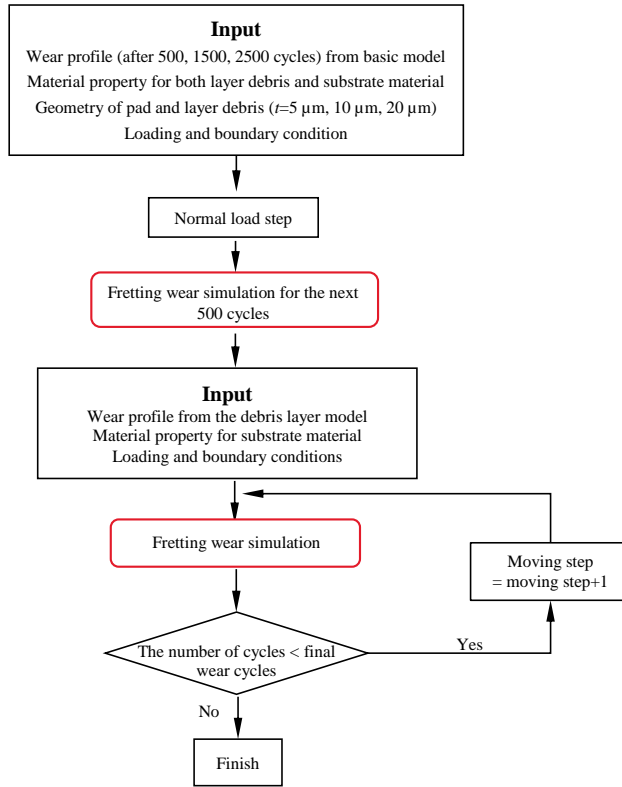 Input
Wear profile (after 500, 1500, 2500 cycles) from basic model
Material property for both layer debris and substrate material
Geometry of pad and layer debris (t=5 µm, 10 µm, 20 µm)
Loading and boundary condition
Normal load step
Fretting wear simulation for the next
500 cycles
Input
Wear profile from the debris layer model
Material property for substrate material
Loading and boundary conditions
Fretting wear simulation
Moving step
= moving step+1
The number of cycles < final
wear cycles
Yes
No
Finish